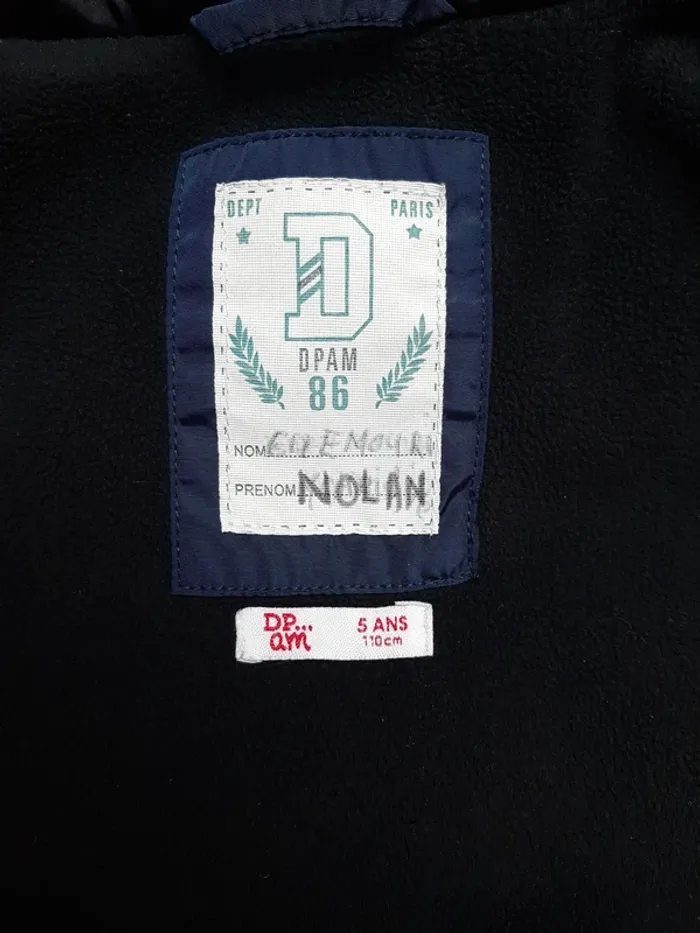 DEPT PARIS
D
DPAM
86
NOM
PRENOM NOLAN
DP...am 5 ANS
110cm